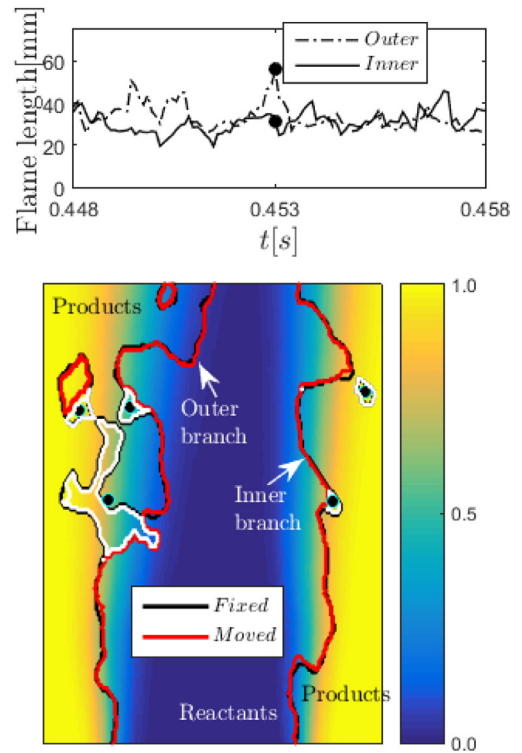 Flame length[mm]
60
40
20
0
Outer
Inner
0.448
0.453
0.458
t[s]
Products
Outer
branch
Inner
branch
Fixed
Moved
Reactants
Products
1.0
0.5
0.0